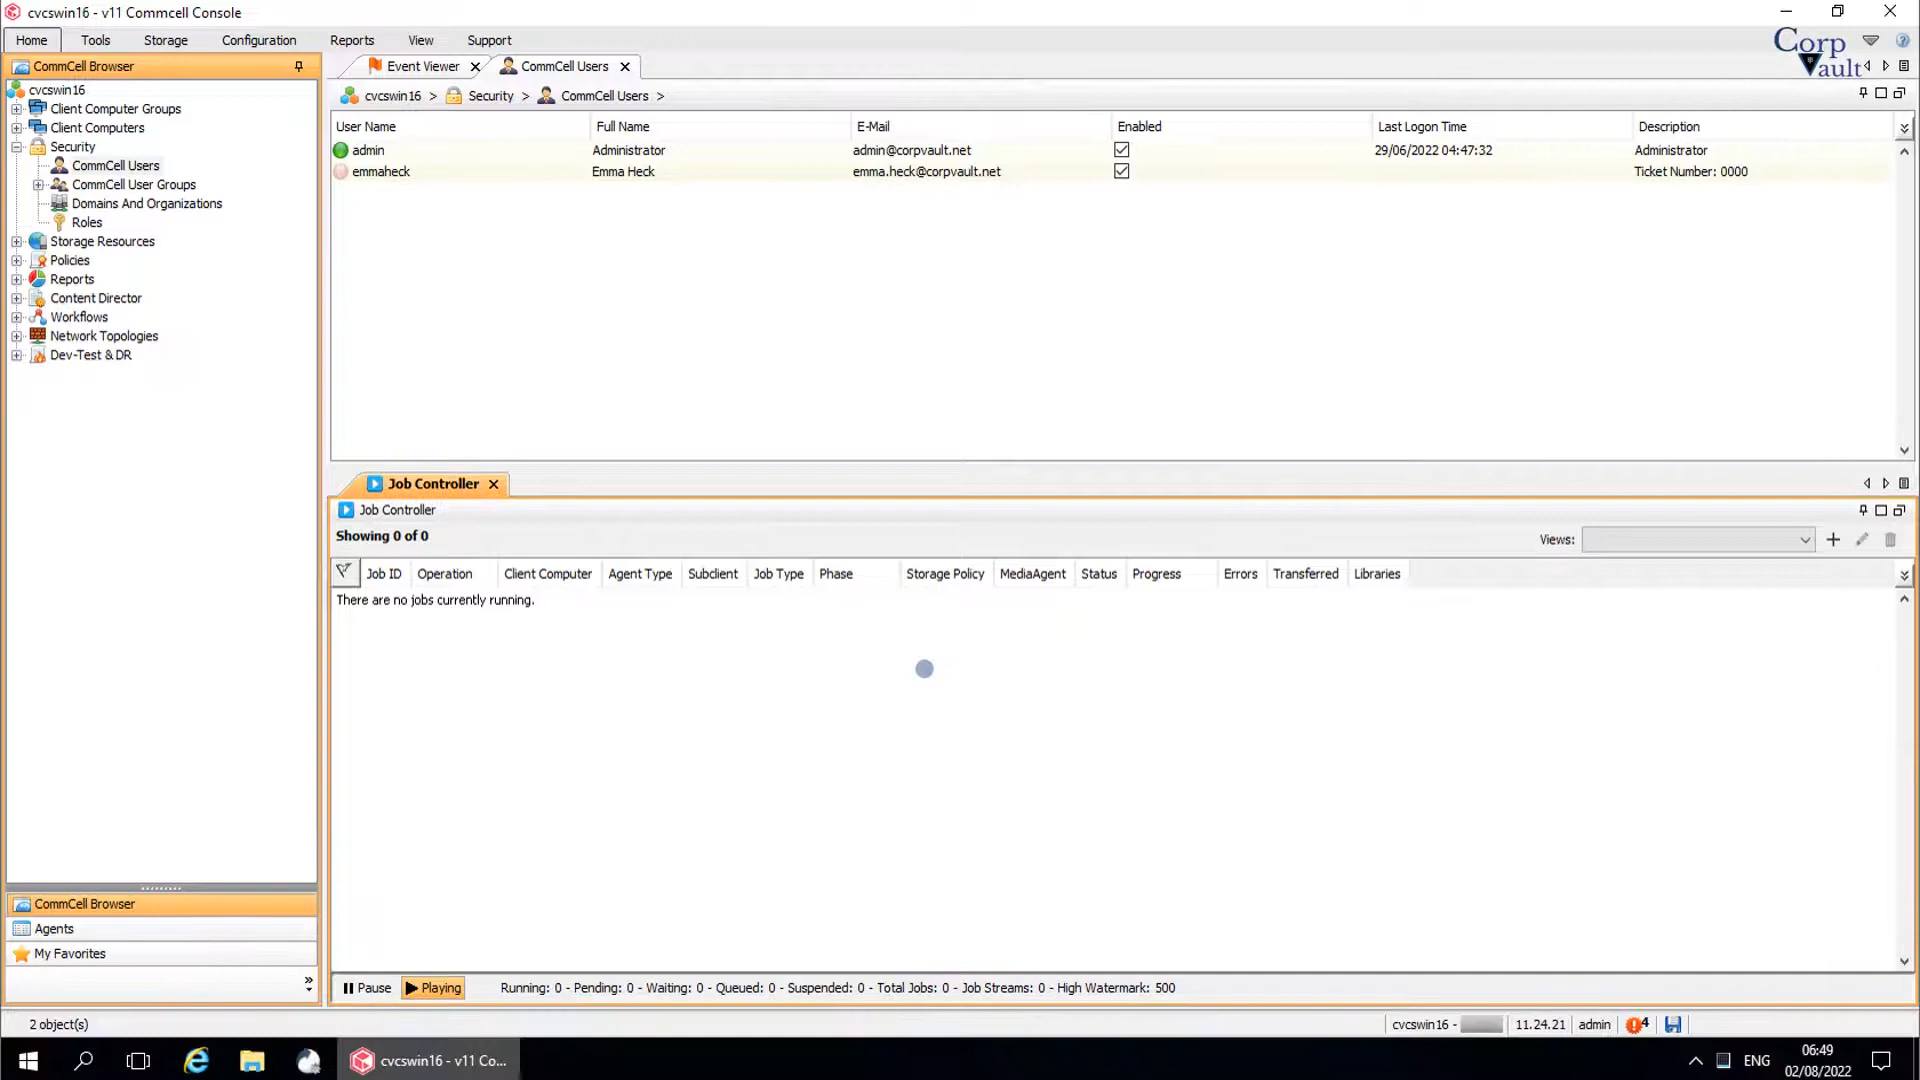 cvcswin16 - v11 Commcell Console
Home Tools Storage Configuration Reports View Support
Corp Vault
CommCell Browser
cvcswin16
Client Computer Groups
Client Computers
Security
CommCell Users
CommCell User Groups
Domains And Organizations
Roles
Storage Resources
Policies
Reports
Content Director
Workflows
Network Topologies
Dev-Test & DR
CommCell Browser
Agents
My Favorites
»
Event Viewer CommCell Users
cvcswin16 > Security > CommCell Users >
User Name Full Name E-Mail Enabled Last Logon Time Description
admin Administrator admin@corpvault.net 29/06/2022 04:47:32 Administrator
emmaheck Emma Heck emma.heck@corpvault.net Ticket Number: 0000
Job Controller
Job Controller
Showing 0 of 0
Views:
Job ID Operation Client Computer Agent Type Subclient Job Type Phase Storage Policy MediaAgent Status Progress Errors Transferred Libraries
There are no jobs currently running.
Pause Playing Running: 0 - Pending: 0 - Waiting: 0 - Queued: 0 - Suspended: 0 - Total Jobs: 0 - Job Streams: 0 - High Watermark: 500
2 object(s) cvcswin16 - 11.24.21 admin 4
cvcswin16 - v11 Co... ENG 06:49
02/08/2022